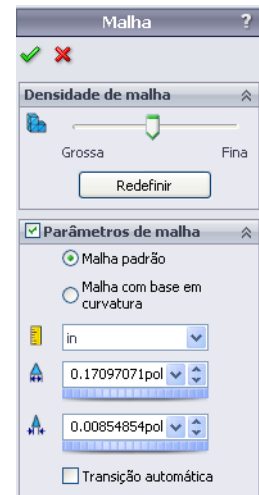 Malha ?
Densidade de malha
Grossa Fina
Redefinir
Parâmetros de malha
Malha padrão
Malha com base em
curvatura
in
0.17097071pol
0.00854854pol
Transição automática